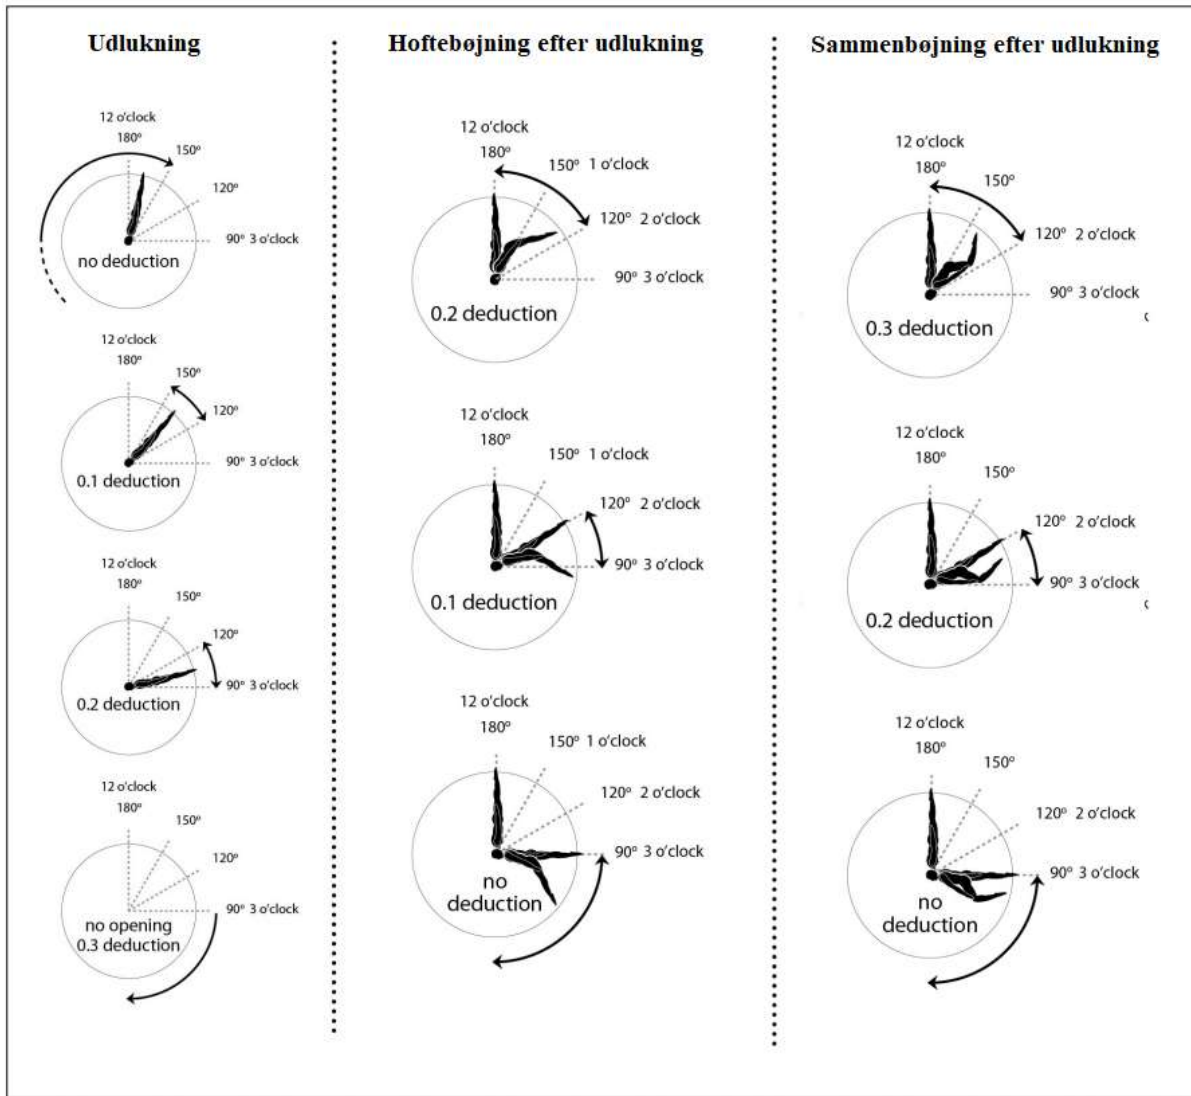 Udlukning
12 o'clock
180º
150º
120º
90º 3 o'clock
no deduction
12 o'clock
180º
150º
120º
90º 3 o'clock
0.1 deduction
12 o'clock
180º
150º
120º
90º 3 o'clock
0.2 deduction
12 o'clock
180º
150º
120º
90º 3 o'clock
no opening
0.3 deduction
Hoftebøjning efter udlukning
12 o'clock
180º
150º 1 o'clock
120º 2 o'clock
90º 3 o'clock
0.2 deduction
12 o'clock
180º
150º 1 o'clock
120º 2 o'clock
90º 3 o'clock
0.1 deduction
12 o'clock
180º
150º 1 o'clock
120º 2 o'clock
90º 3 o'clock
no
deduction
Sammenbøjning efter udlukning
12 o'clock
180º
150º
120º 2 o'clock
90º 3 o'clock
0.3 deduction
12 o'clock
180º
150º
120º 2 o'clock
90º 3 o'clock
0.2 deduction
12 o'clock
180º
150º
120º 2 o'clock
90º 3 o'clock
no
deduction